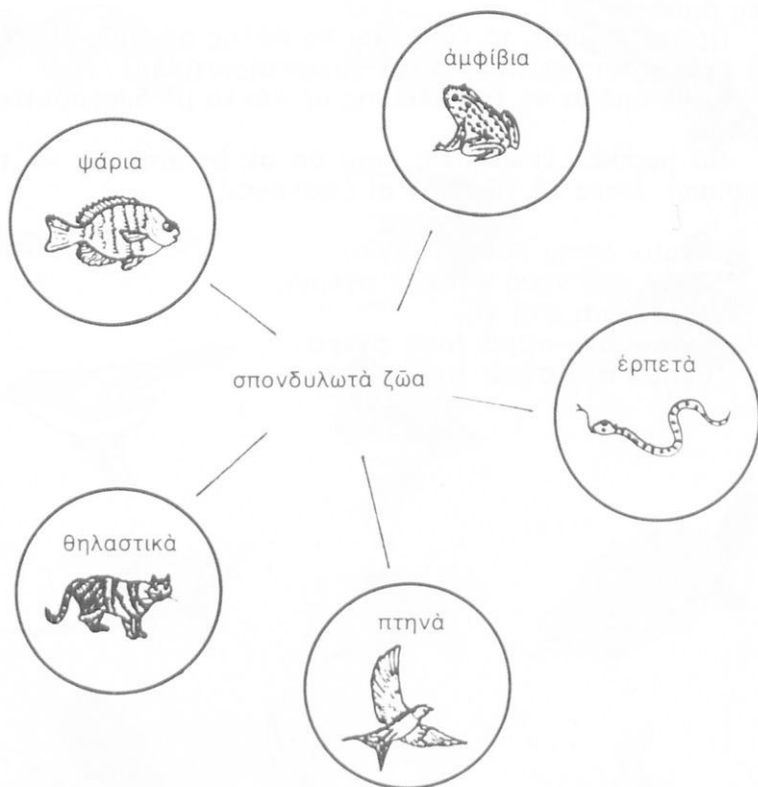 ἀμφίβια
ψάρια
σπονδυλωτὰ ζῶα
ἑρπετὰ
θηλαστικὰ
πτηνὰ